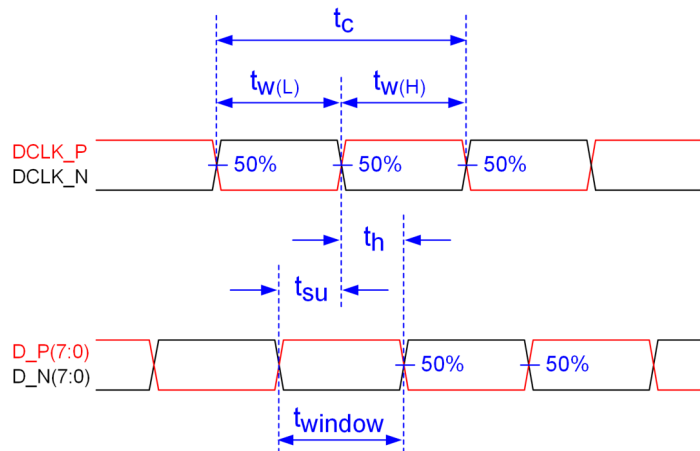 tc
tw(L) tw(H)
DCLK_P
DCLK_N
50% 50% 50%
th
tsu
D_P(7:0)
D_N(7:0)
50% 50%
twindow